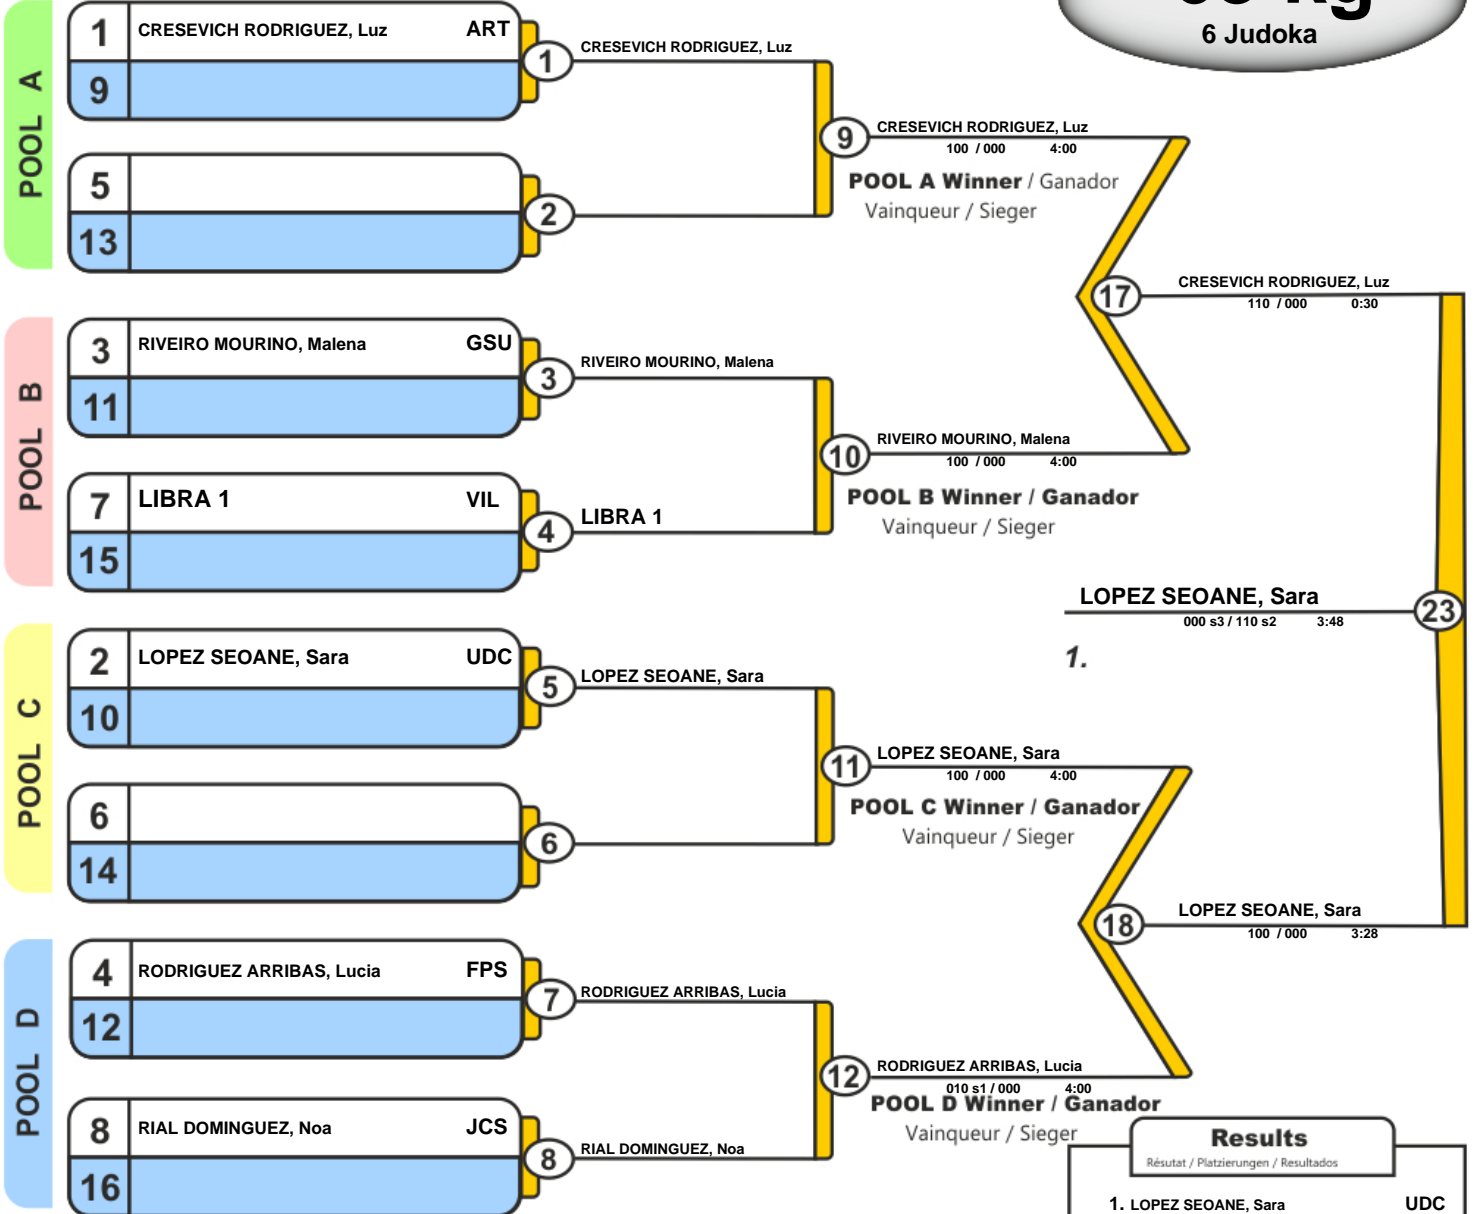 6 Judoka
POOL A
1 CRESEVICH RODRIGUEZ, Luz ART
9
1
CRESEVICH RODRIGUEZ, Luz
5
13
2
9
CRESEVICH RODRIGUEZ, Luz
100 / 000 4:00
POOL A Winner / Ganador
Vainqueur / Sieger
POOL B
3 RIVEIRO MOURINO, Malena GSU
11
3
RIVEIRO MOURINO, Malena
7 LIBRA 1 VIL
15
4
LIBRA 1
10
RIVEIRO MOURINO, Malena
100 / 000 4:00
POOL B Winner / Ganador
Vainqueur / Sieger
17
CRESEVICH RODRIGUEZ, Luz
110 / 000 0:30
POOL C
2 LOPEZ SEOANE, Sara UDC
10
5
LOPEZ SEOANE, Sara
6
14
6
11
LOPEZ SEOANE, Sara
100 / 000 4:00
POOL C Winner / Ganador
Vainqueur / Sieger
POOL D
4 RODRIGUEZ ARRIBAS, Lucia FPS
12
7
RODRIGUEZ ARRIBAS, Lucia
8 RIAL DOMINGUEZ, Noa JCS
16
8
RIAL DOMINGUEZ, Noa
12
RODRIGUEZ ARRIBAS, Lucia
010 s1 / 000 4:00
POOL D Winner / Ganador
Vainqueur / Sieger
18
LOPEZ SEOANE, Sara
100 / 000 3:28
LOPEZ SEOANE, Sara
000 s3 / 110 s2 3:48
23
1.
Results
Résutat / Platzierungen / Resultados
1. LOPEZ SEOANE, Sara UDC